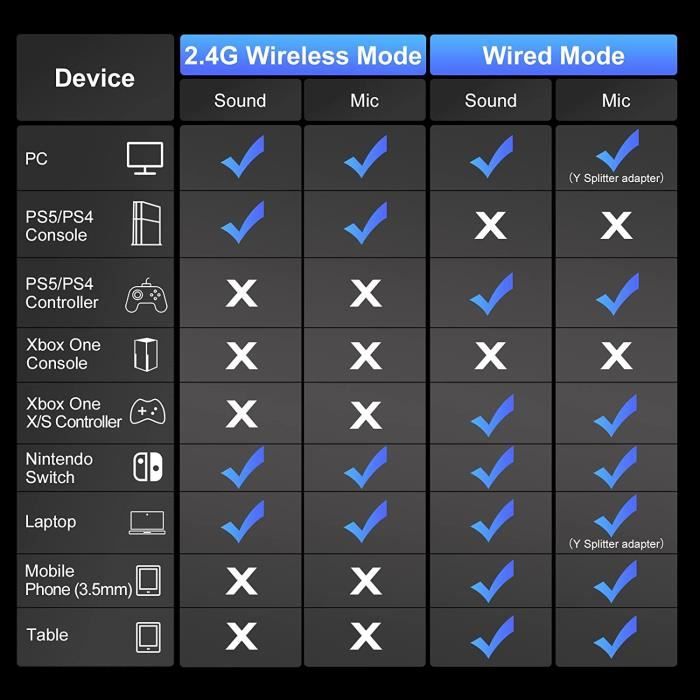 Device
2.4G Wireless Mode
Wired Mode
Sound
Mic
Sound
Mic
PC
(Y Splitter adapter)
PS5/PS4
Console
X
X
PS5/PS4
Controller
X
X
Xbox One
Console
X
X
X
X
Xbox One
X/S Controller
X
X
Nintendo
Switch
Laptop
(Y Splitter adapter)
Mobile
Phone (3.5mm)
X
X
Table
X
X